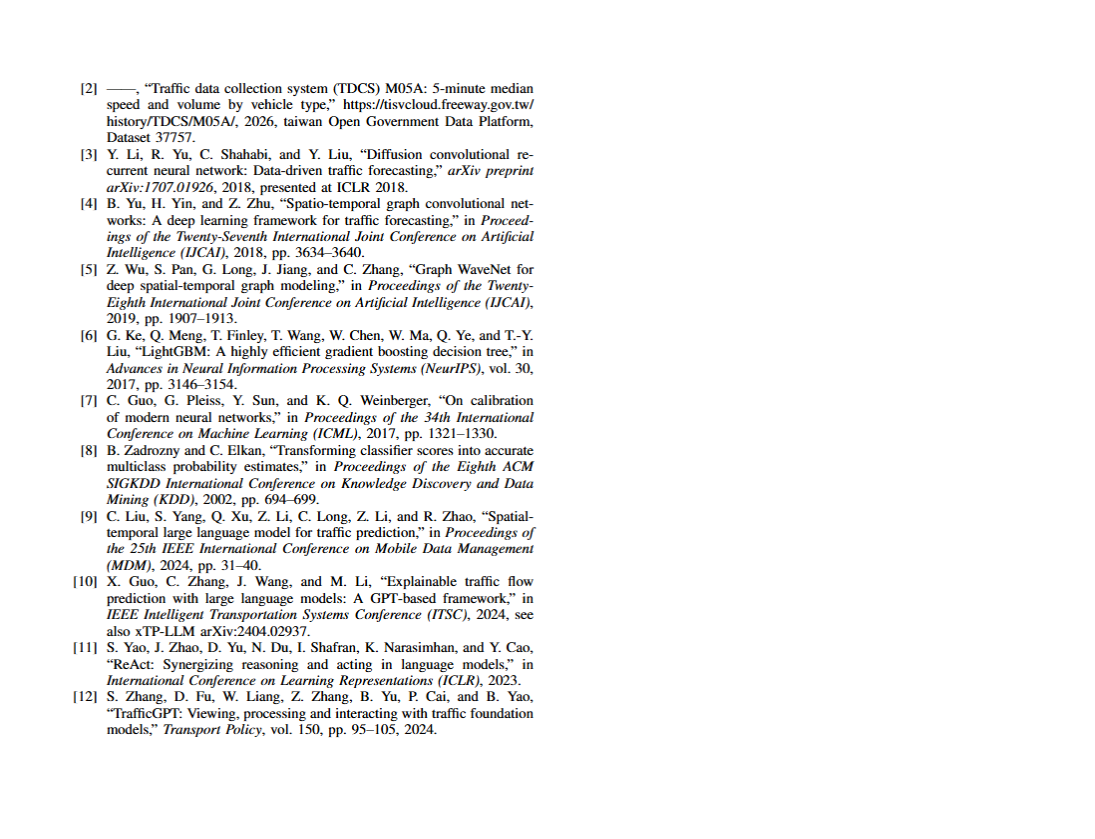 [2] ——, “Traffic data collection system (TDCS) M05A: 5-minute median
speed and volume by vehicle type,” https://tisvcloud.freeway.gov.tw/
history/TDCS/M05A/, 2026, taiwan Open Government Data Platform,
Dataset 37757.
[3] Y. Li, R. Yu, C. Shahabi, and Y. Liu, “Diffusion convolutional re-
current neural network: Data-driven traffic forecasting,” arXiv preprint
arXiv:1707.01926, 2018, presented at ICLR 2018.
[4] B. Yu, H. Yin, and Z. Zhu, “Spatio-temporal graph convolutional net-
works: A deep learning framework for traffic forecasting,” in Proceed-
ings of the Twenty-Seventh International Joint Conference on Artificial
Intelligence (IJCAI), 2018, pp. 3634–3640.
[5] Z. Wu, S. Pan, G. Long, J. Jiang, and C. Zhang, “Graph WaveNet for
deep spatial-temporal graph modeling,” in Proceedings of the Twenty-
Eighth International Joint Conference on Artificial Intelligence (IJCAI),
2019, pp. 1907–1913.
[6] G. Ke, Q. Meng, T. Finley, T. Wang, W. Chen, W. Ma, Q. Ye, and T.-Y.
Liu, “LightGBM: A highly efficient gradient boosting decision tree,” in
Advances in Neural Information Processing Systems (NeurIPS), vol. 30,
2017, pp. 3146–3154.
[7] C. Guo, G. Pleiss, Y. Sun, and K. Q. Weinberger, “On calibration
of modern neural networks,” in Proceedings of the 34th International
Conference on Machine Learning (ICML), 2017, pp. 1321–1330.
[8] B. Zadrozny and C. Elkan, “Transforming classifier scores into accurate
multiclass probability estimates,” in Proceedings of the Eighth ACM
SIGKDD International Conference on Knowledge Discovery and Data
Mining (KDD), 2002, pp. 694–699.
[9] C. Liu, S. Yang, Q. Xu, Z. Li, C. Long, Z. Li, and R. Zhao, “Spatial-
temporal large language model for traffic prediction,” in Proceedings of
the 25th IEEE International Conference on Mobile Data Management
(MDM), 2024, pp. 31–40.
[10] X. Guo, C. Zhang, J. Wang, and M. Li, “Explainable traffic flow
prediction with large language models: A GPT-based framework,” in
IEEE Intelligent Transportation Systems Conference (ITSC), 2024, see
also xTP-LLM arXiv:2404.02937.
[11] S. Yao, J. Zhao, D. Yu, N. Du, I. Shafran, K. Narasimhan, and Y. Cao,
“ReAct: Synergizing reasoning and acting in language models,” in
International Conference on Learning Representations (ICLR), 2023.
[12] S. Zhang, D. Fu, W. Liang, Z. Zhang, B. Yu, P. Cai, and B. Yao,
“TrafficGPT: Viewing, processing and interacting with traffic foundation
models,” Transport Policy, vol. 150, pp. 95–105, 2024.